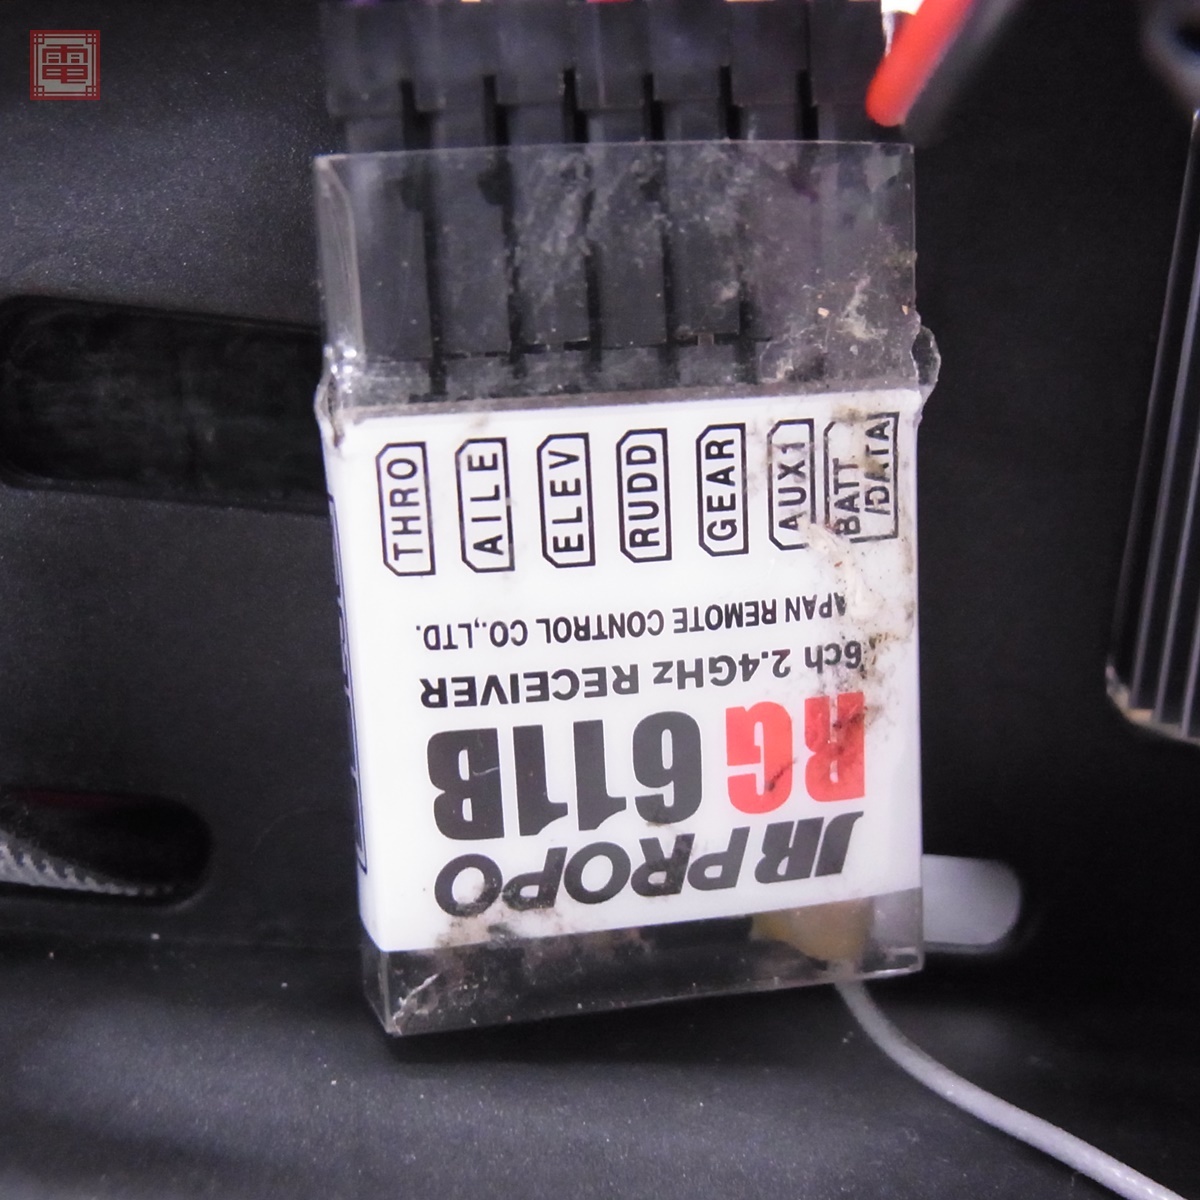 JR PROPO
RG 611B
6ch 2.4GHz RECEIVER
APAN REMOTE CONTROL CO.,LTD.
THRO
AILE
ELEV
RUDD
GEAR
AUX1
BATT
/DATA
電